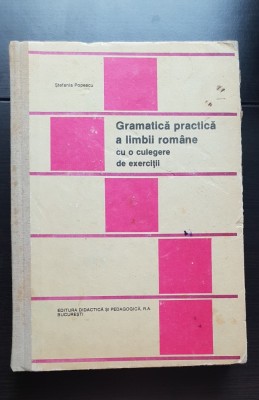 Ștefania Popescu
Gramatică practică
a limbii române
cu o culegere
de exerciții
EDITURA DIDACTICĂ ȘI PEDAGOGICĂ, R.A.
BUCUREȘTI